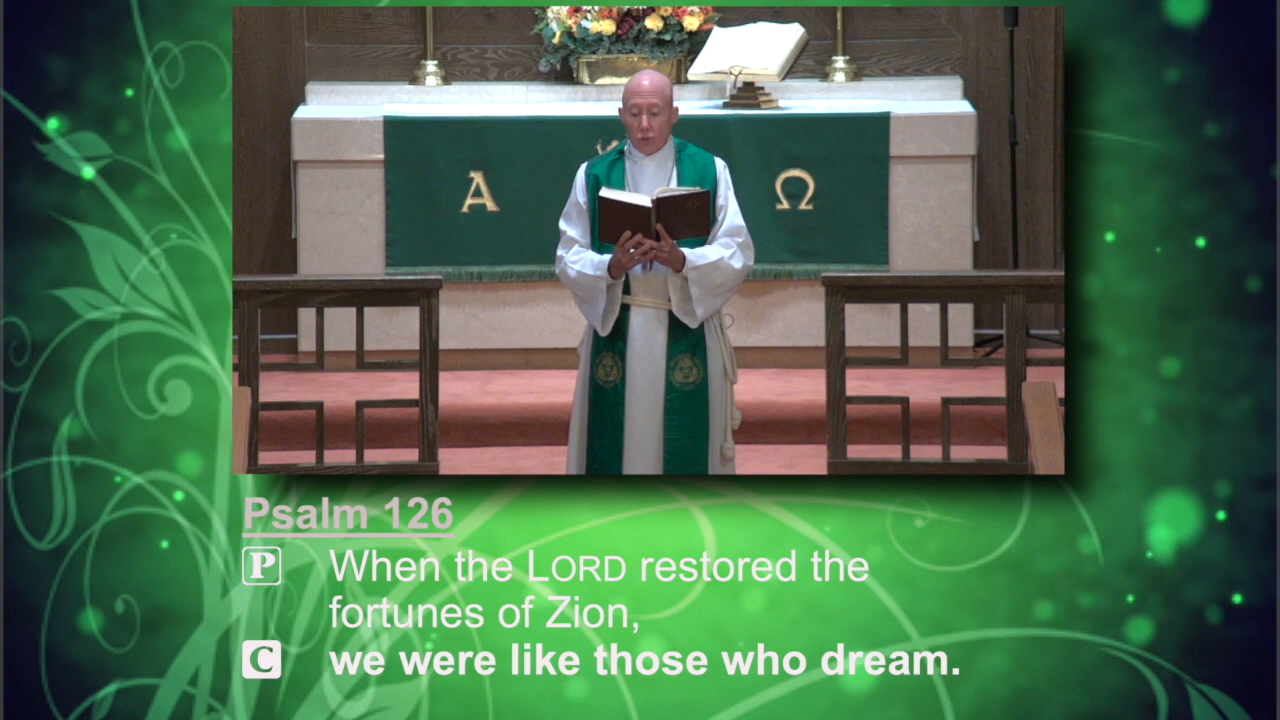 Α Ω
Psalm 126
P When the LORD restored the
fortunes of Zion,
C we were like those who dream.